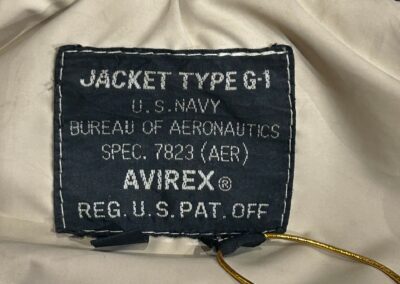 JACKET TYPE G-1
U.S. NAVY
BUREAU OF AERONAUTICS
SPEC. 7823 (AER)
AVIREX®
REG. U.S. PAT. OFF